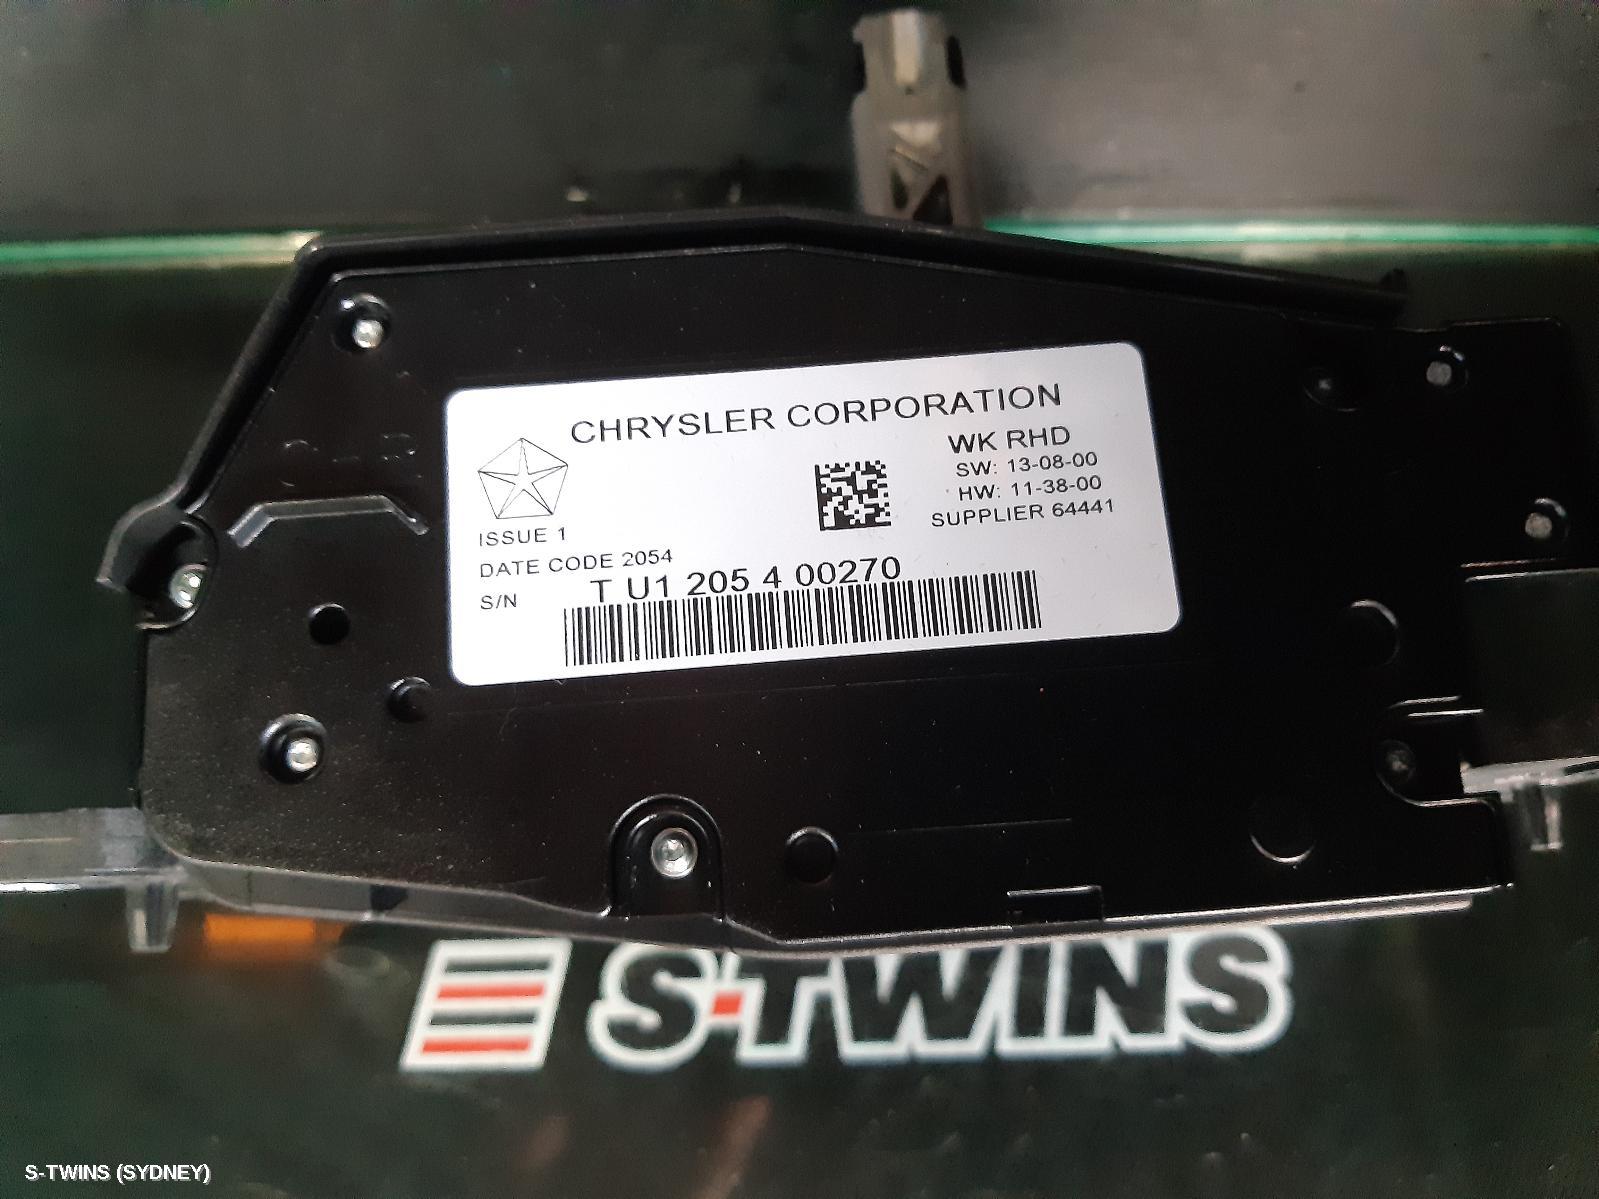 CHRYSLER CORPORATION
WK RHD
SW: 13-08-00
HW: 11-38-00
SUPPLIER 64441
ISSUE 1
DATE CODE 2054
S/N T U1 205 4 00270
S-TWINS
S-TWINS (SYDNEY)